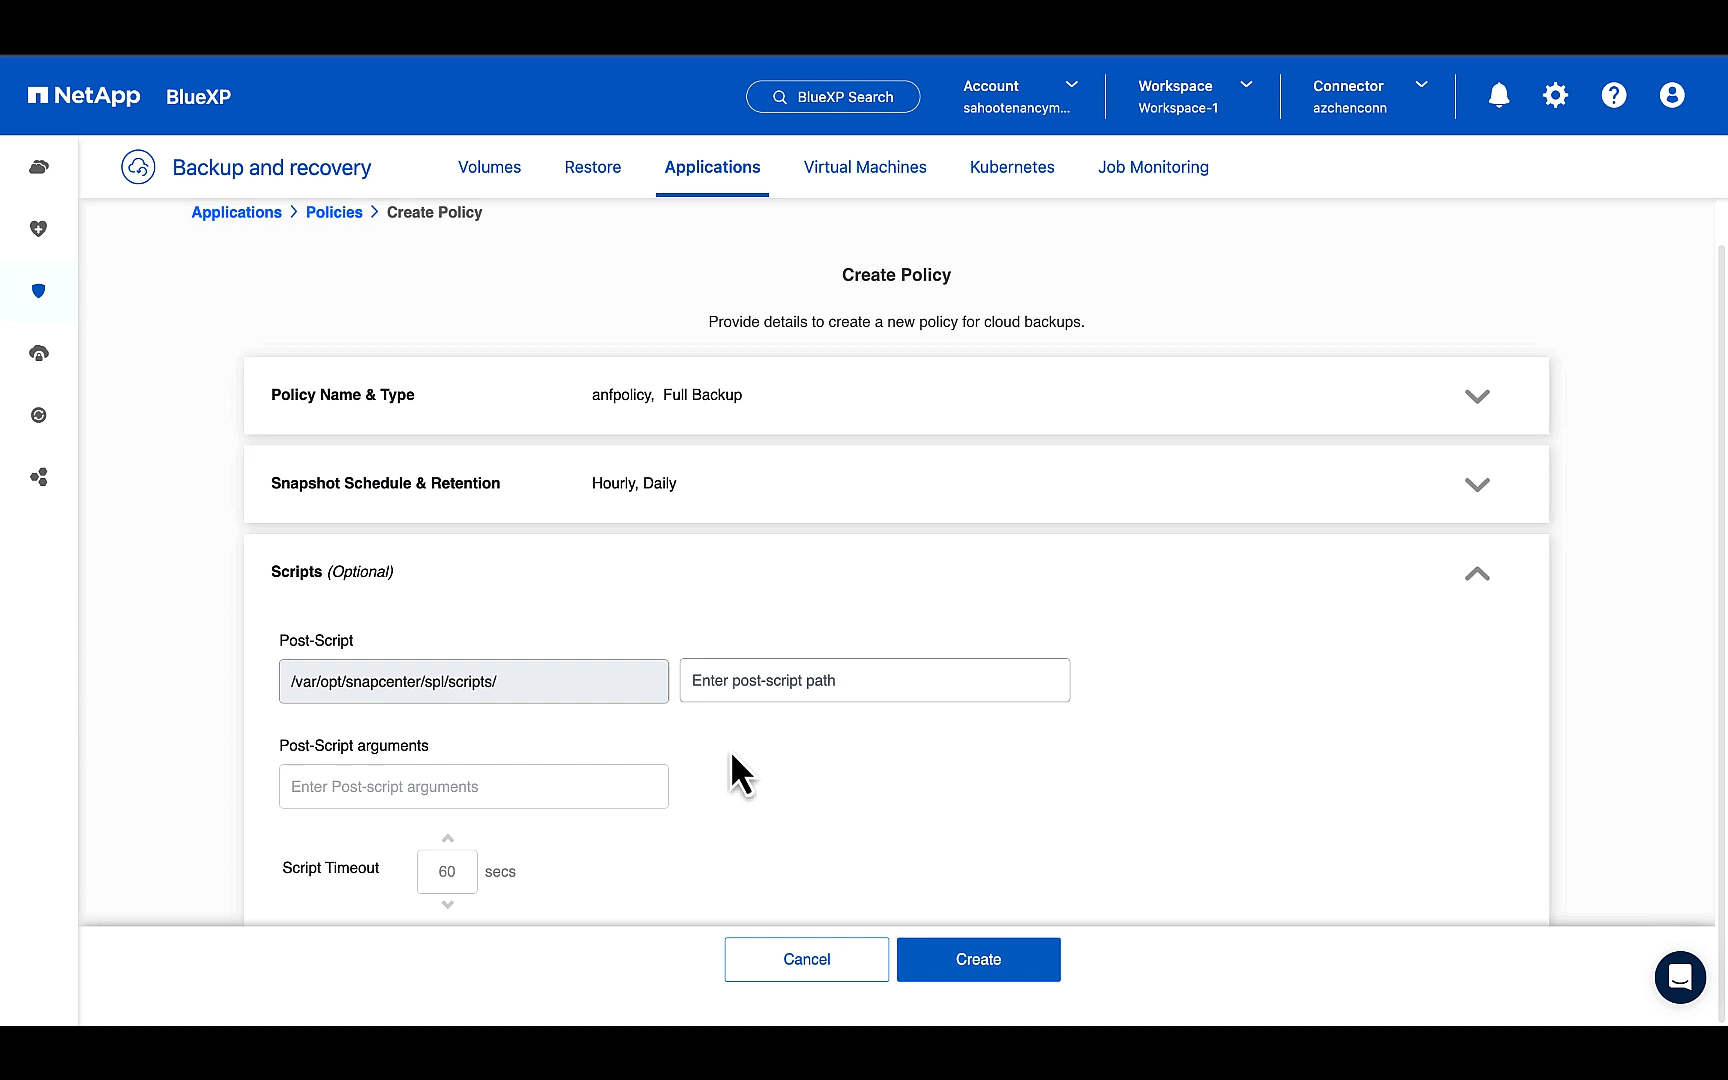 NetApp BlueXP
BlueXP Search
Account
sahootenancym...
Workspace
Workspace-1
Connector
azchenconn
Backup and recovery
Volumes
Restore
Applications
Virtual Machines
Kubernetes
Job Monitoring
Applications > Policies > Create Policy
Create Policy
Provide details to create a new policy for cloud backups.
Policy Name & Type
anfpolicy, Full Backup
Snapshot Schedule & Retention
Hourly, Daily
Scripts (Optional)
Post-Script
/var/opt/snapcenter/spl/scripts/
Enter post-script path
Post-Script arguments
Enter Post-script arguments
Script Timeout
60
secs
Cancel
Create